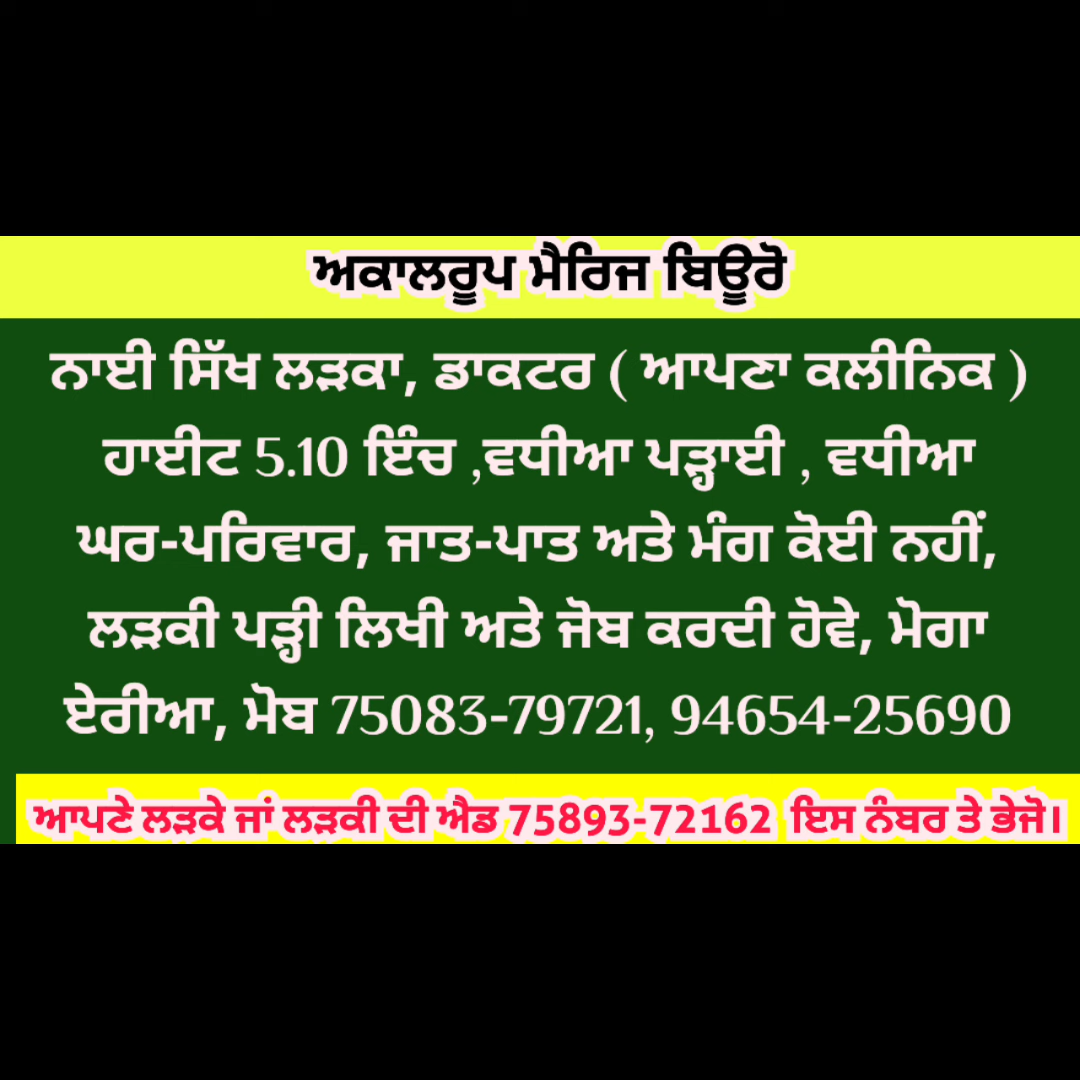 ਅਕਾਲਰੂਪ ਮੈਰਿਜ ਬਿਊਰੋ
ਨਾਈ ਸਿੱਖ ਲੜਕਾ, ਡਾਕਟਰ ( ਆਪਣਾ ਕਲੀਨਿਕ )
ਹਾਈਟ 5.10 ਇੰਚ ,ਵਧੀਆ ਪੜ੍ਹਾਈ , ਵਧੀਆ
ਘਰ-ਪਰਿਵਾਰ, ਜਾਤ-ਪਾਤ ਅਤੇ ਮੰਗ ਕੋਈ ਨਹੀਂ,
ਲੜਕੀ ਪੜ੍ਹੀ ਲਿਖੀ ਅਤੇ ਜੋਬ ਕਰਦੀ ਹੋਵੇ, ਮੋਗਾ
ਏਰੀਆ, ਮੋਬ 75083-79721, 94654-25690
ਆਪਣੇ ਲੜਕੇ ਜਾਂ ਲੜਕੀ ਦੀ ਐਡ 75893-72162 ਇਸ ਨੰਬਰ ਤੇ ਭੇਜੋ।